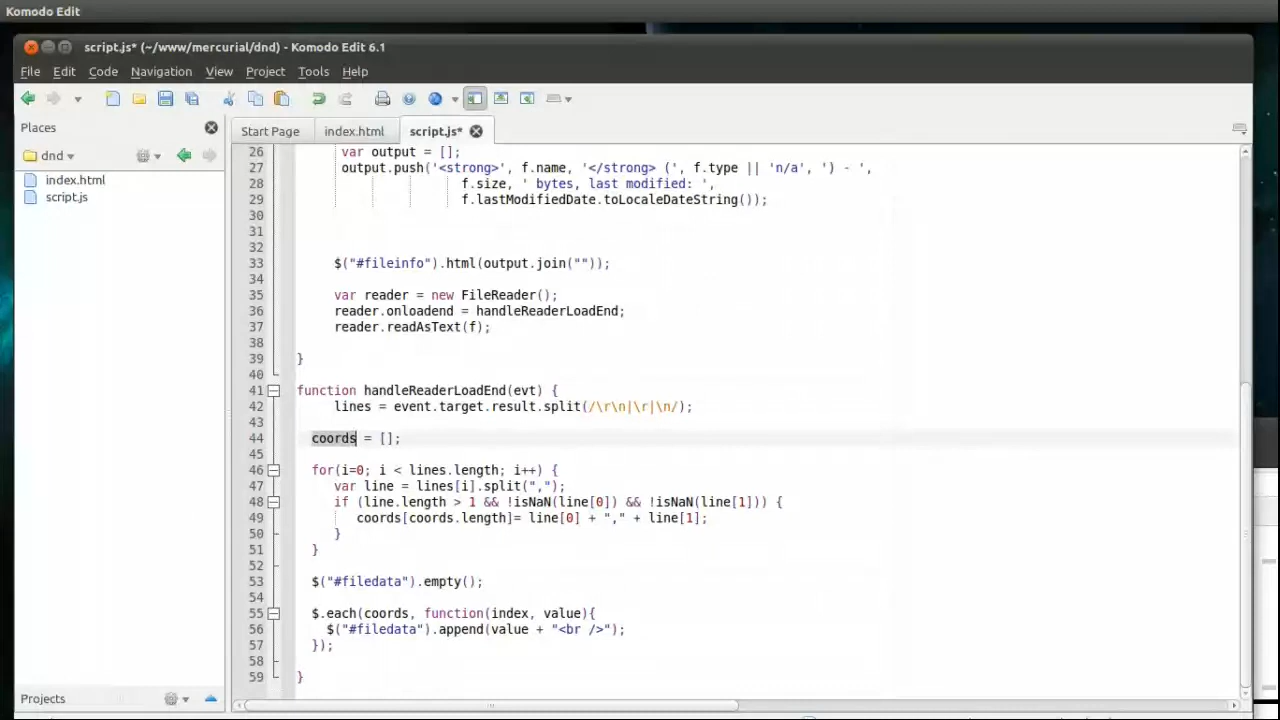 Komodo Edit
script.js* (~/www/mercurial/dnd) - Komodo Edit 6.1
File Edit Code Navigation View Project Tools Help
Places
Start Page index.html script.js*
dnd
index.html
script.js
26 var output = [];
27 output.push('<strong>', f.name, '</strong> (', f.type || 'n/a', ') - ',
28 f.size, ' bytes, last modified: ',
29 f.lastModifiedDate.toLocaleDateString());
30
31
32
33 $("#fileinfo").html(output.join(""));
34
35 var reader = new FileReader();
36 reader.onloadend = handleReaderLoadEnd;
37 reader.readAsText(f);
38
39 }
40
41 function handleReaderLoadEnd(evt) {
42 lines = event.target.result.split(/\r\n|\r|\n/);
43
44 coords = [];
45
46 for(i=0; i < lines.length; i++) {
47 var line = lines[i].split(",");
48 if (line.length > 1 && !isNaN(line[0]) && !isNaN(line[1])) {
49 coords[coords.length]= line[0] + "," + line[1];
50 }
51 }
52
53 $("#filedata").empty();
54
55 $.each(coords, function(index, value){
56 $("#filedata").append(value + "<br />");
57 });
58
59 }
Projects